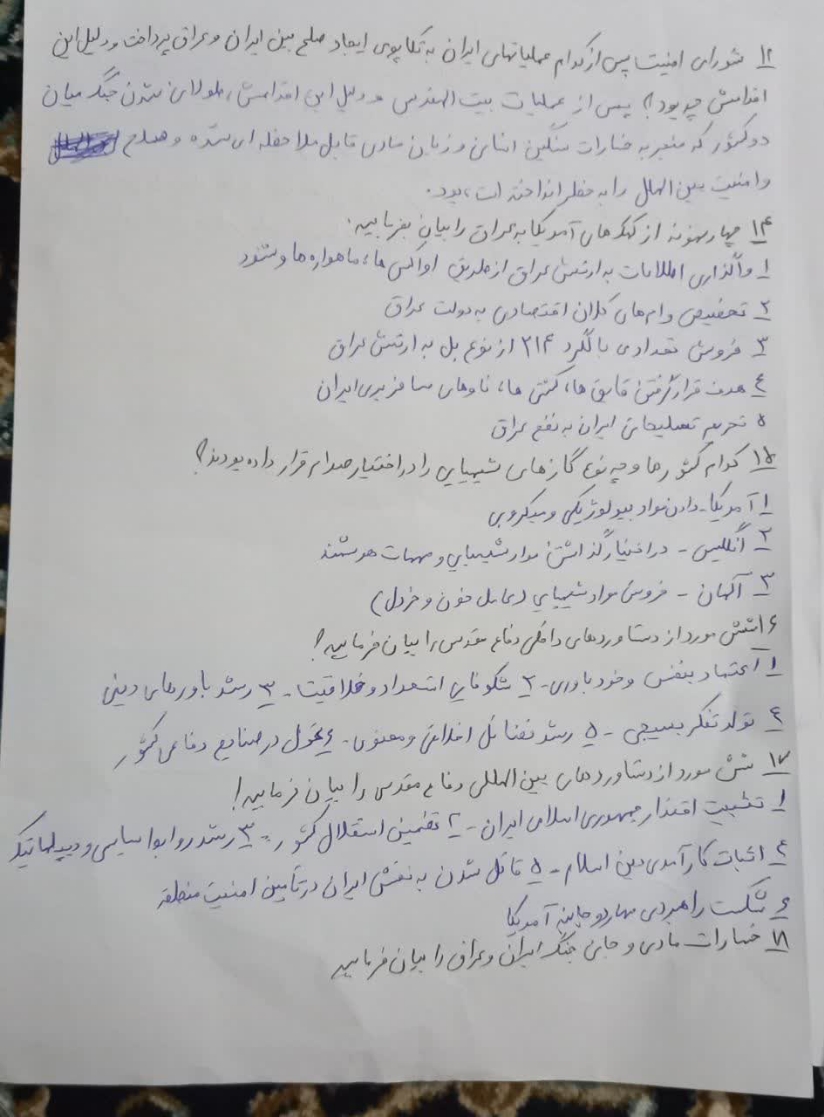 ۱۳ شورای امنیت پس از کدام عملیاتهای ایران به تکاپوی ایجاد صلح بین ایران و عراق پرداخت و دلیل این
اقدامش چه بود؟ پس از عملیات بیت المقدس و دلیل این اقدامش، طولانی شدن جنگ میان
دو کشور که منجر به خسارات سنگین انسانی و زیان مادی قابل ملاحظه ای شده و صلح
و امنیت بین الملل را به خطر انداخته است، بود.
۱۴ چهار نمونه از کمک های آمریکا به عراق را بیان بفرمایید.
۱ واگذاری اطلاعات به ارتش عراق از طریق آواکس ها، ماهواره ها و شنود
۲ تخصیص وام های کلان اقتصادی به دولت عراق
۳ فروش تعدادی بالگرد ۲۱۴ از نوع بل به ارتش عراق
۴ هدف قرار گرفتن قایق ها، کشتی ها، ناوهای مسافربری ایران
۵ تحریم تسلیحاتی ایران به نفع عراق
۱۵ کدام کشورها و چه نوع گازهای شیمیایی را در اختیار صدام قرار داده بودند؟
۱ آمریکا - دادن مواد بیولوژیکی و میکروبی
۲ انگلیس - در اختیار گذاشتن مواد شیمیایی و مهمات هوشمند
۳ آلمان - فروش مواد شیمیایی (عامل خون و خردل)
۱۶ شش مورد از دستاوردهای داخلی دفاع مقدس را بیان فرمایید؟
۱ اعتماد بنفس و خودباوری - ۲ شکوفایی استعداد و خلاقیت - ۳ رشد باورهای دینی
۴ تولد تفکر بسیجی - ۵ رشد فضائل اخلاقی و معنوی - ۶ تحول در صنایع دفاعی کشور
۱۷ شش مورد از دستاوردهای بین المللی دفاع مقدس را بیان فرمایید!
۱ تثبیت اقتدار جمهوری اسلامی ایران - ۲ تضمین استقلال کشور - ۳ رشد روابط سیاسی و دیپلماتیک
۴ اثبات کارآمدی دین اسلام - ۵ قائل شدن به نقش ایران در تأمین امنیت منطقه
۶ شکست راهبردی مهار دو جانبه آمریکا
۱۸ خسارات مادی و جانی جنگ ایران و عراق را بیان فرمایید